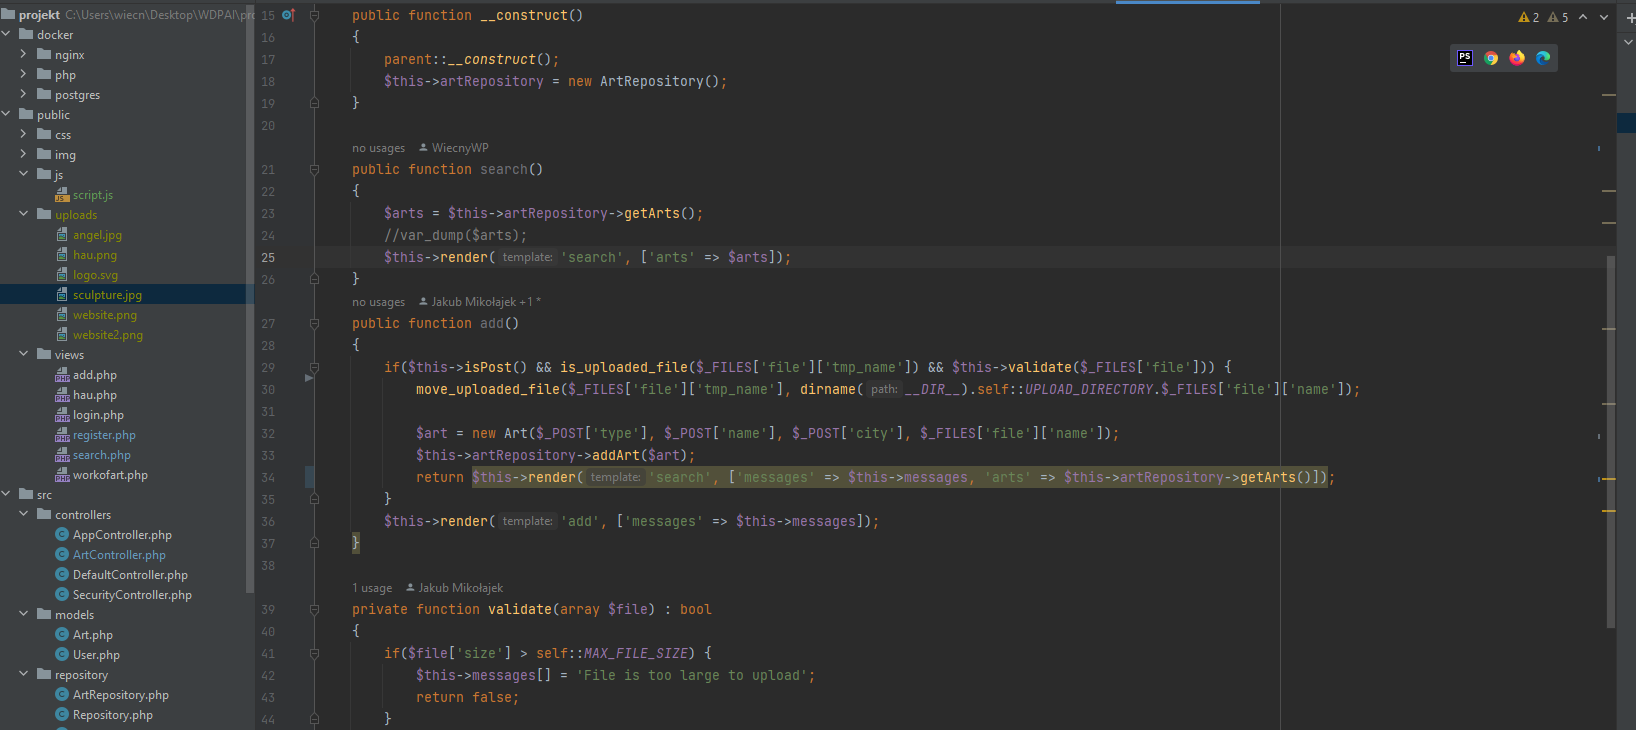 projekt C:\Users\wiecn\Desktop\WDPAI\pro
docker
nginx
php
postgres
public
css
img
js
script.js
uploads
angel.jpg
hau.png
logo.svg
sculpture.jpg
website.png
website2.png
views
add.php
hau.php
login.php
register.php
search.php
workofart.php
src
controllers
AppController.php
ArtController.php
DefaultController.php
SecurityController.php
models
Art.php
User.php
repository
ArtRepository.php
Repository.php
2 5
PS
15 public function __construct()
16 {
17 parent::__construct();
18 $this->artRepository = new ArtRepository();
19 }
20
no usages WiecnyWP
21 public function search()
22 {
23 $arts = $this->artRepository->getArts();
24 //var_dump($arts);
25 $this->render( template: 'search', ['arts' => $arts]);
26 }
no usages Jakub Mikołajek +1 *
27 public function add()
28 {
29 if($this->isPost() && is_uploaded_file($_FILES['file']['tmp_name']) && $this->validate($_FILES['file'])) {
30 move_uploaded_file($_FILES['file']['tmp_name'], dirname( path: __DIR__).self::UPLOAD_DIRECTORY.$_FILES['file']['name']);
31
32 $art = new Art($_POST['type'], $_POST['name'], $_POST['city'], $_FILES['file']['name']);
33 $this->artRepository->addArt($art);
34 return $this->render( template: 'search', ['messages' => $this->messages, 'arts' => $this->artRepository->getArts()]);
35 }
36 $this->render( template: 'add', ['messages' => $this->messages]);
37 }
38
1 usage Jakub Mikołajek
39 private function validate(array $file) : bool
40 {
41 if($file['size'] > self::MAX_FILE_SIZE) {
42 $this->messages[] = 'File is too large to upload';
43 return false;
44 }